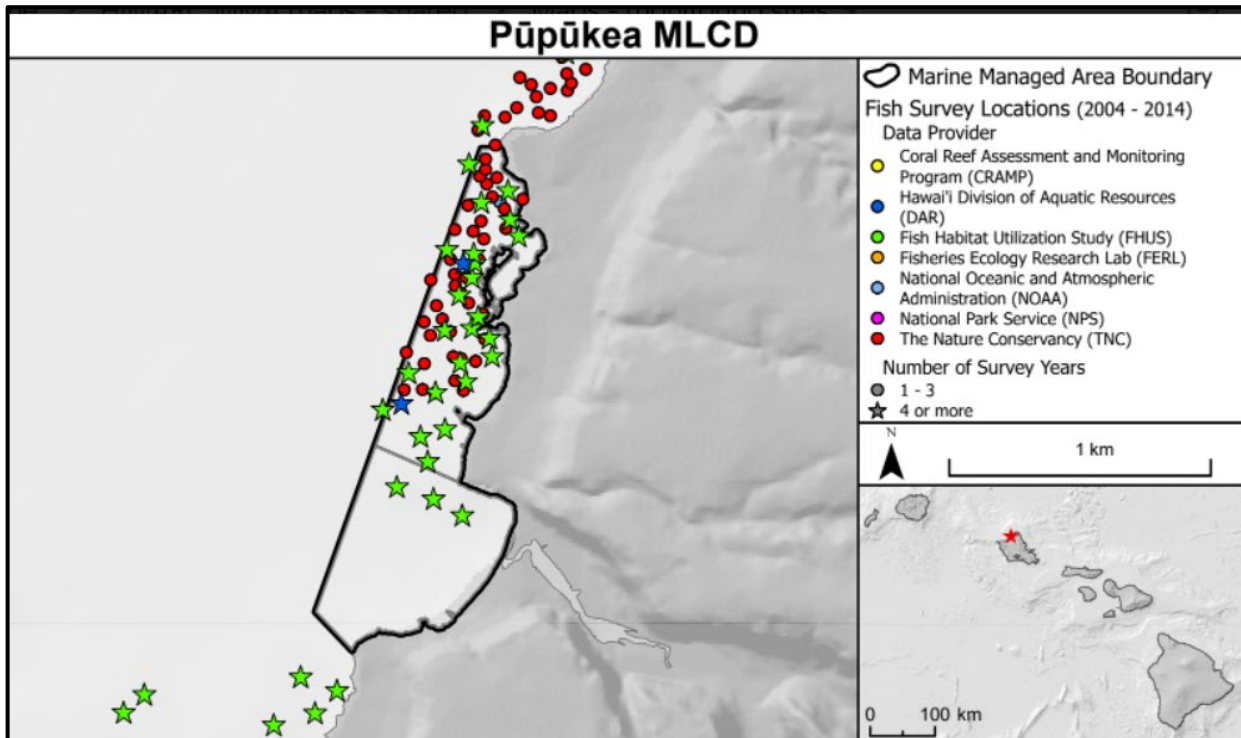 Pūpūkea MLCD
Marine Managed Area Boundary
Fish Survey Locations (2004 - 2014)
Data Provider
Coral Reef Assessment and Monitoring
Program (CRAMP)
Hawai'i Division of Aquatic Resources
(DAR)
Fish Habitat Utilization Study (FHUS)
Fisheries Ecology Research Lab (FERL)
National Oceanic and Atmospheric
Administration (NOAA)
National Park Service (NPS)
The Nature Conservancy (TNC)
Number of Survey Years
1 - 3
4 or more
N
1 km
0 100 km